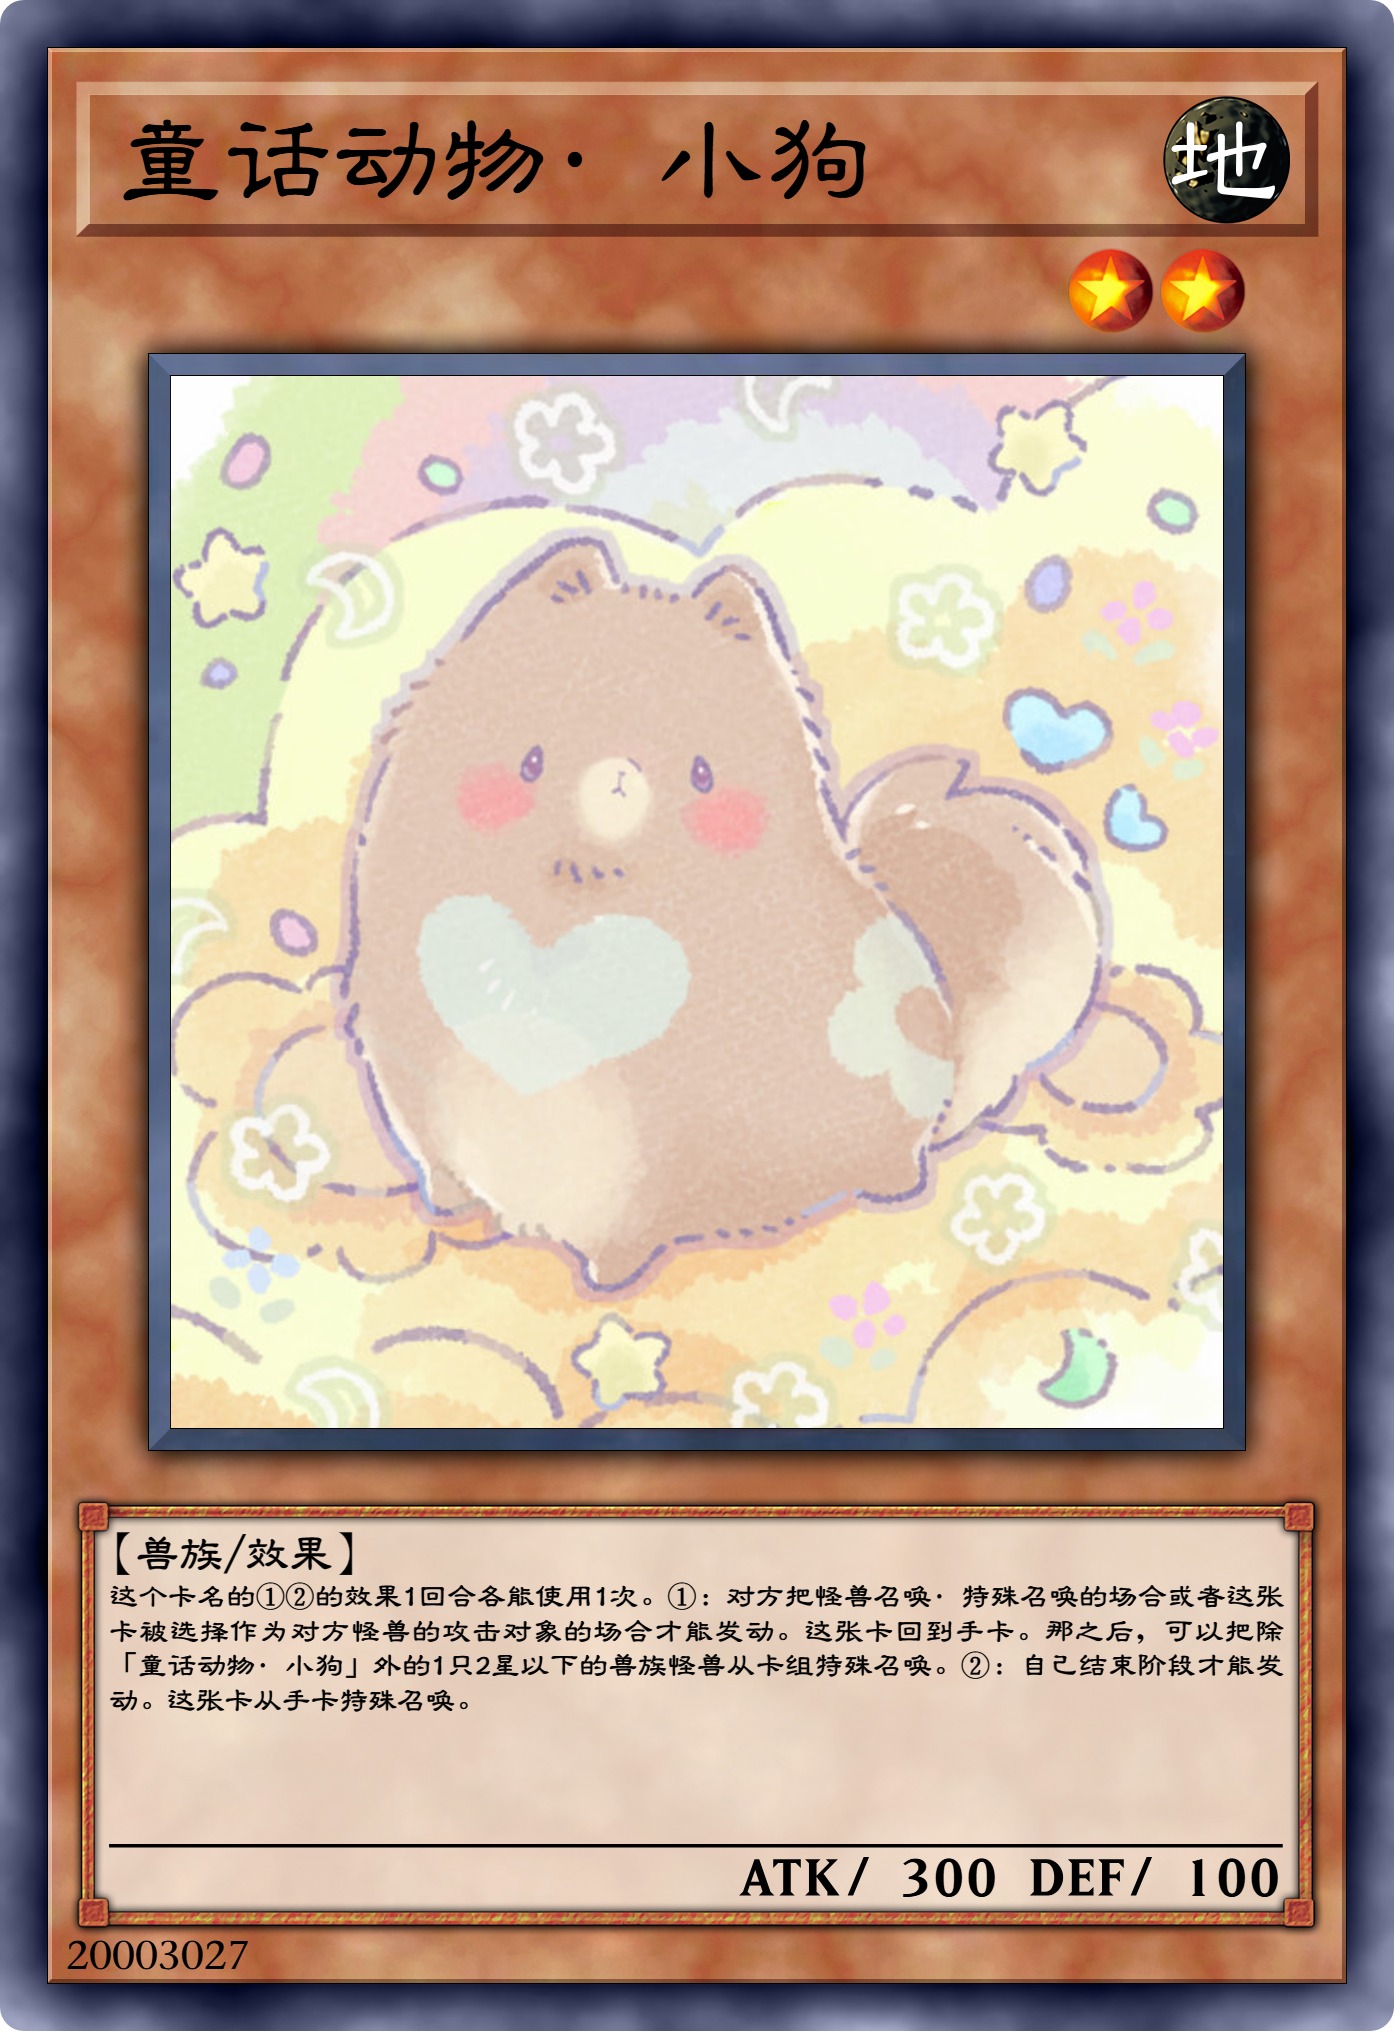 童话动物·小狗
地
【兽族/效果】
这个卡名的①②的效果1回合各能使用1次。①：对方把怪兽召唤·特殊召唤的场合或者这张
卡被选择作为对方怪兽的攻击对象的场合才能发动。这张卡回到手卡。那之后，可以把除
「童话动物·小狗」外的1只2星以下的兽族怪兽从卡组特殊召唤。②：自己结束阶段才能发
动。这张卡从手卡特殊召唤。
ATK/ 300 DEF/ 100
20003027